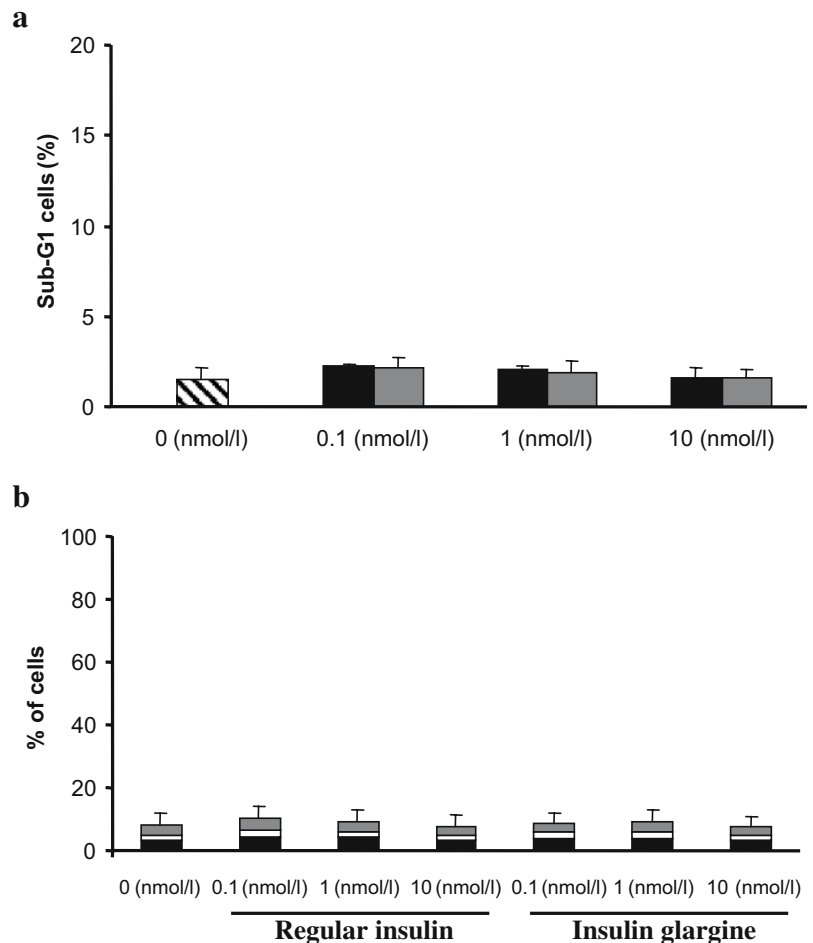 a
20
15
10
5
0
Sub-G1 cells (%)
0 (nmol/l) 0.1 (nmol/l) 1 (nmol/l) 10 (nmol/l)
b
100
80
60
40
20
0
% of cells
0 (nmol/l) 0.1 (nmol/l) 1 (nmol/l) 10 (nmol/l) 0.1 (nmol/l) 1 (nmol/l) 10 (nmol/l)
Regular insulin Insulin glargine